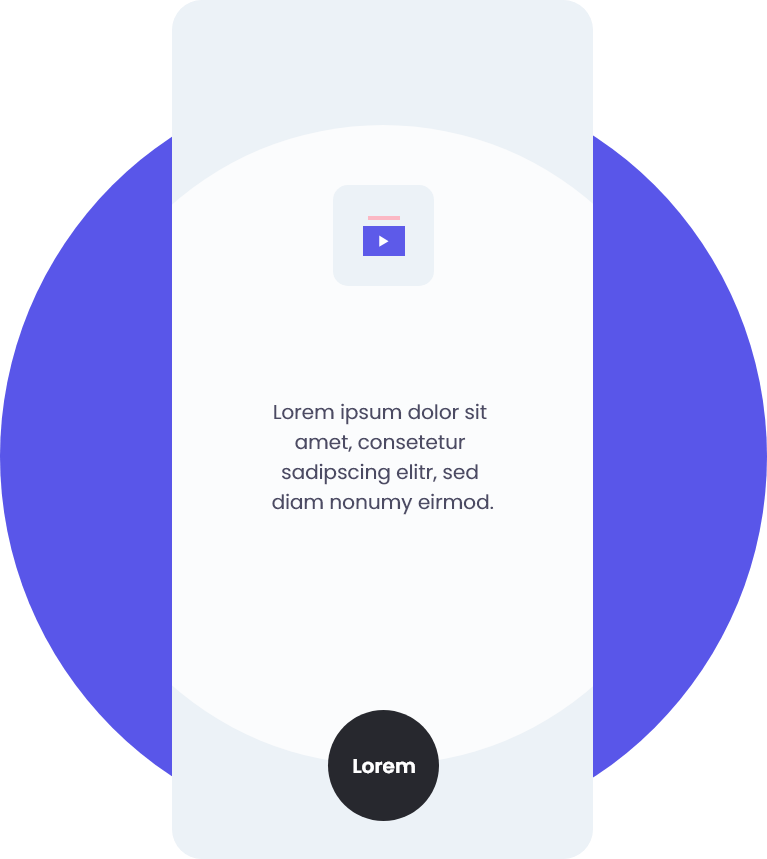 Lorem ipsum dolor sit
amet, consetetur
sadipscing elitr, sed
diam nonumy eirmod.
Lorem